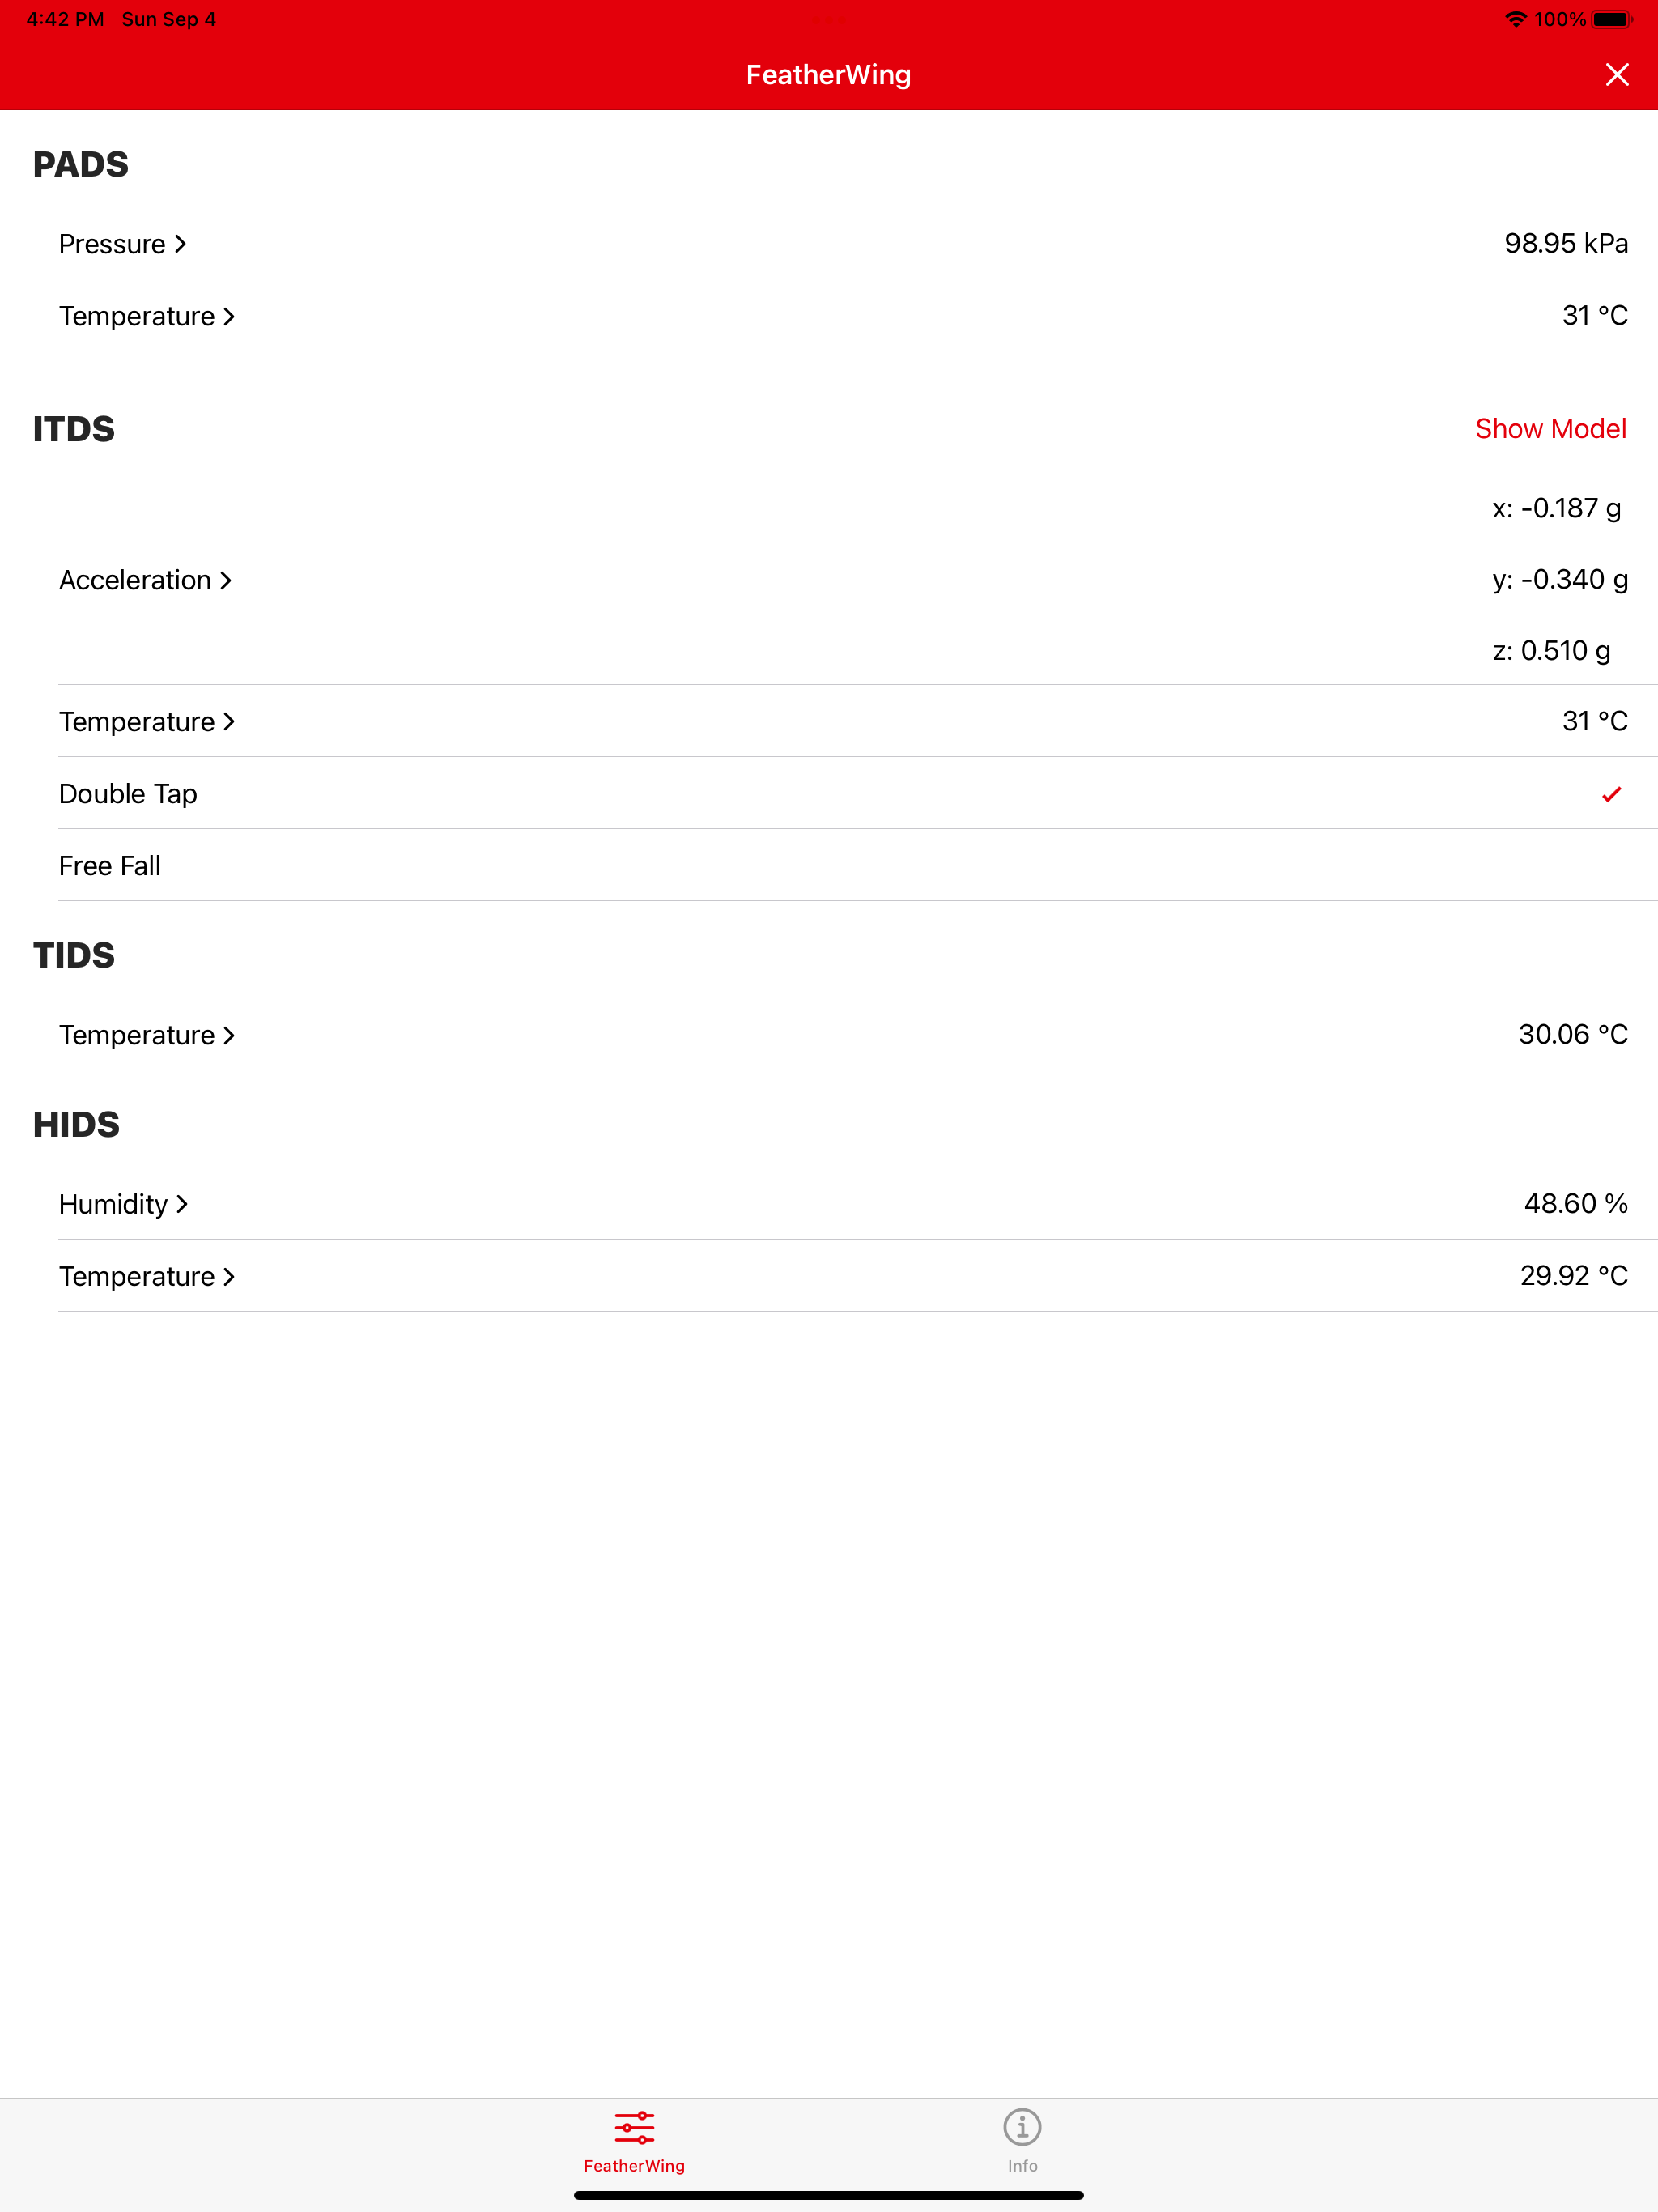 4:42 PM Sun Sep 4 100%
FeatherWing
PADS
Pressure 98.95 kPa
Temperature 31 °C
ITDS Show Model
x: -0.187 g
Acceleration y: -0.340 g
z: 0.510 g
Temperature 31 °C
Double Tap
Free Fall
TIDS
Temperature 30.06 °C
HIDS
Humidity 48.60 %
Temperature 29.92 °C
FeatherWing Info